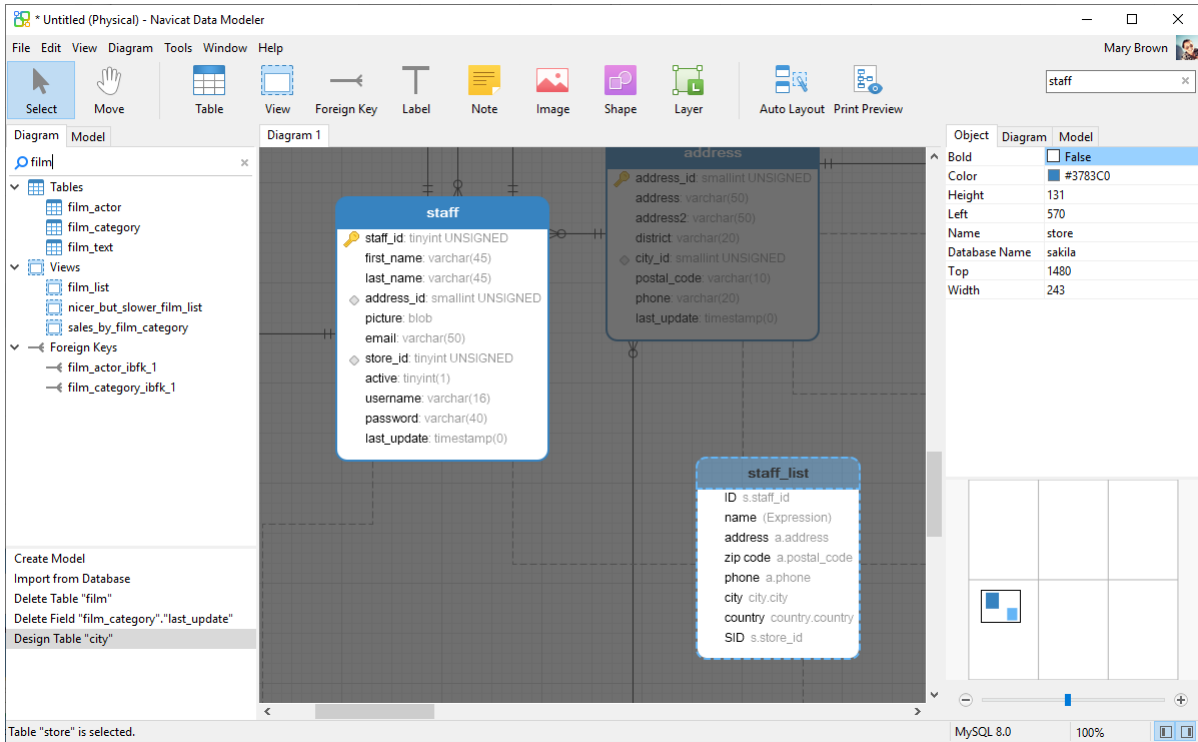 * Untitled (Physical) - Navicat Data Modeler
File Edit View Diagram Tools Window Help
Mary Brown
Select Move Table View Foreign Key Label Note Image Shape Layer Auto Layout Print Preview
staff
Diagram Model
film
Tables
film_actor
film_category
film_text
Views
film_list
nicer_but_slower_film_list
sales_by_film_category
Foreign Keys
film_actor_ibfk_1
film_category_ibfk_1
Create Model
Import from Database
Delete Table "film"
Delete Field "film_category"."last_update"
Design Table "city"
Diagram 1
staff
staff_id: tinyint UNSIGNED
first_name: varchar(45)
last_name: varchar(45)
address_id: smallint UNSIGNED
picture: blob
email: varchar(50)
store_id: tinyint UNSIGNED
active: tinyint(1)
username: varchar(16)
password: varchar(40)
last_update: timestamp(0)
address
address_id: smallint UNSIGNED
address: varchar(50)
address2: varchar(50)
district: varchar(20)
city_id: smallint UNSIGNED
postal_code: varchar(10)
phone: varchar(20)
last_update: timestamp(0)
staff_list
ID s.staff_id
name (Expression)
address a.address
zip code a.postal_code
phone a.phone
city city.city
country country.country
SID s.store_id
Object Diagram Model
Bold False
Color #3783C0
Height 131
Left 570
Name store
Database Name sakila
Top 1480
Width 243
Table "store" is selected.
MySQL 8.0
100%